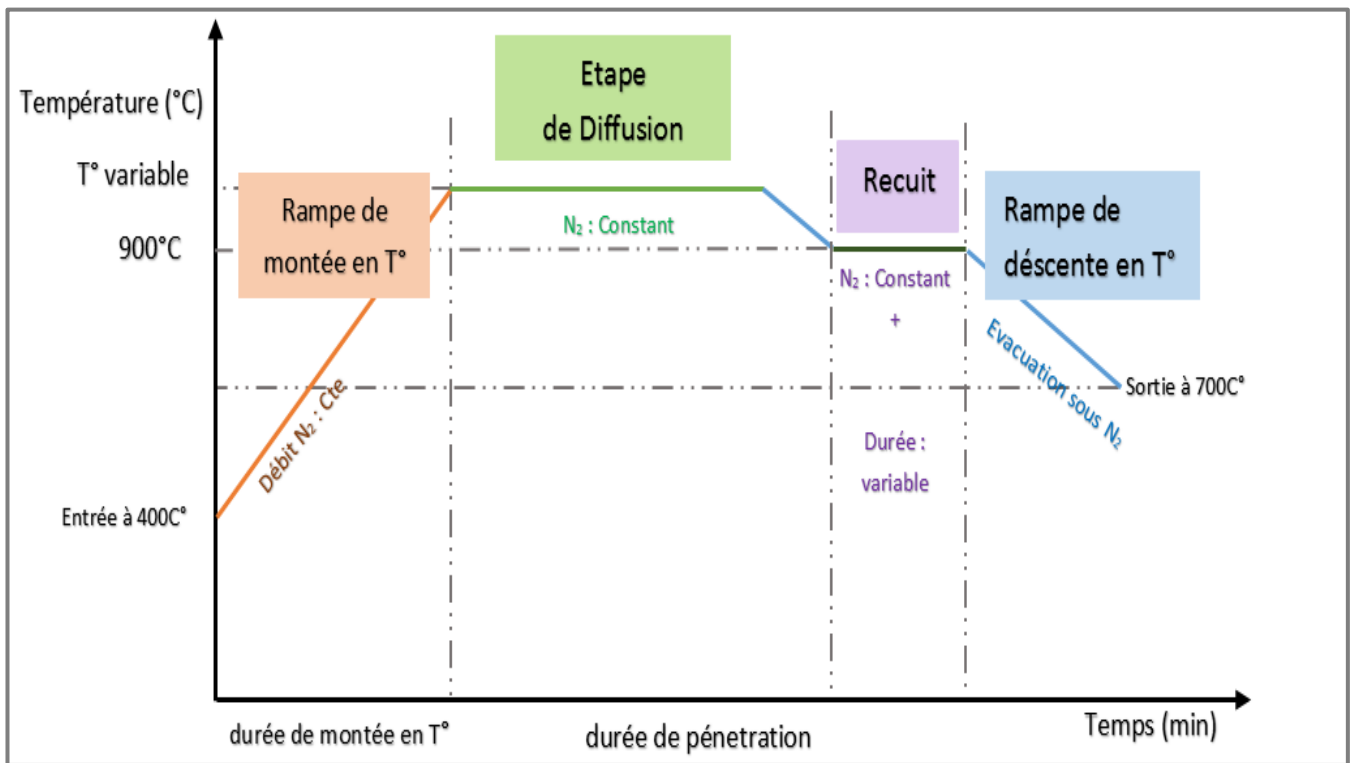 Température (°C)
T° variable
900°C
Entrée à 400C°
Rampe de
montée en T°
Débit N₂ : Cte
Etape
de Diffusion
N₂ : Constant
Recuit
N₂ : Constant
+
Durée :
variable
Rampe de
déscente en T°
Evacuation sous N₂
Sortie à 700C°
durée de montée en T°
durée de pénetration
Temps (min)